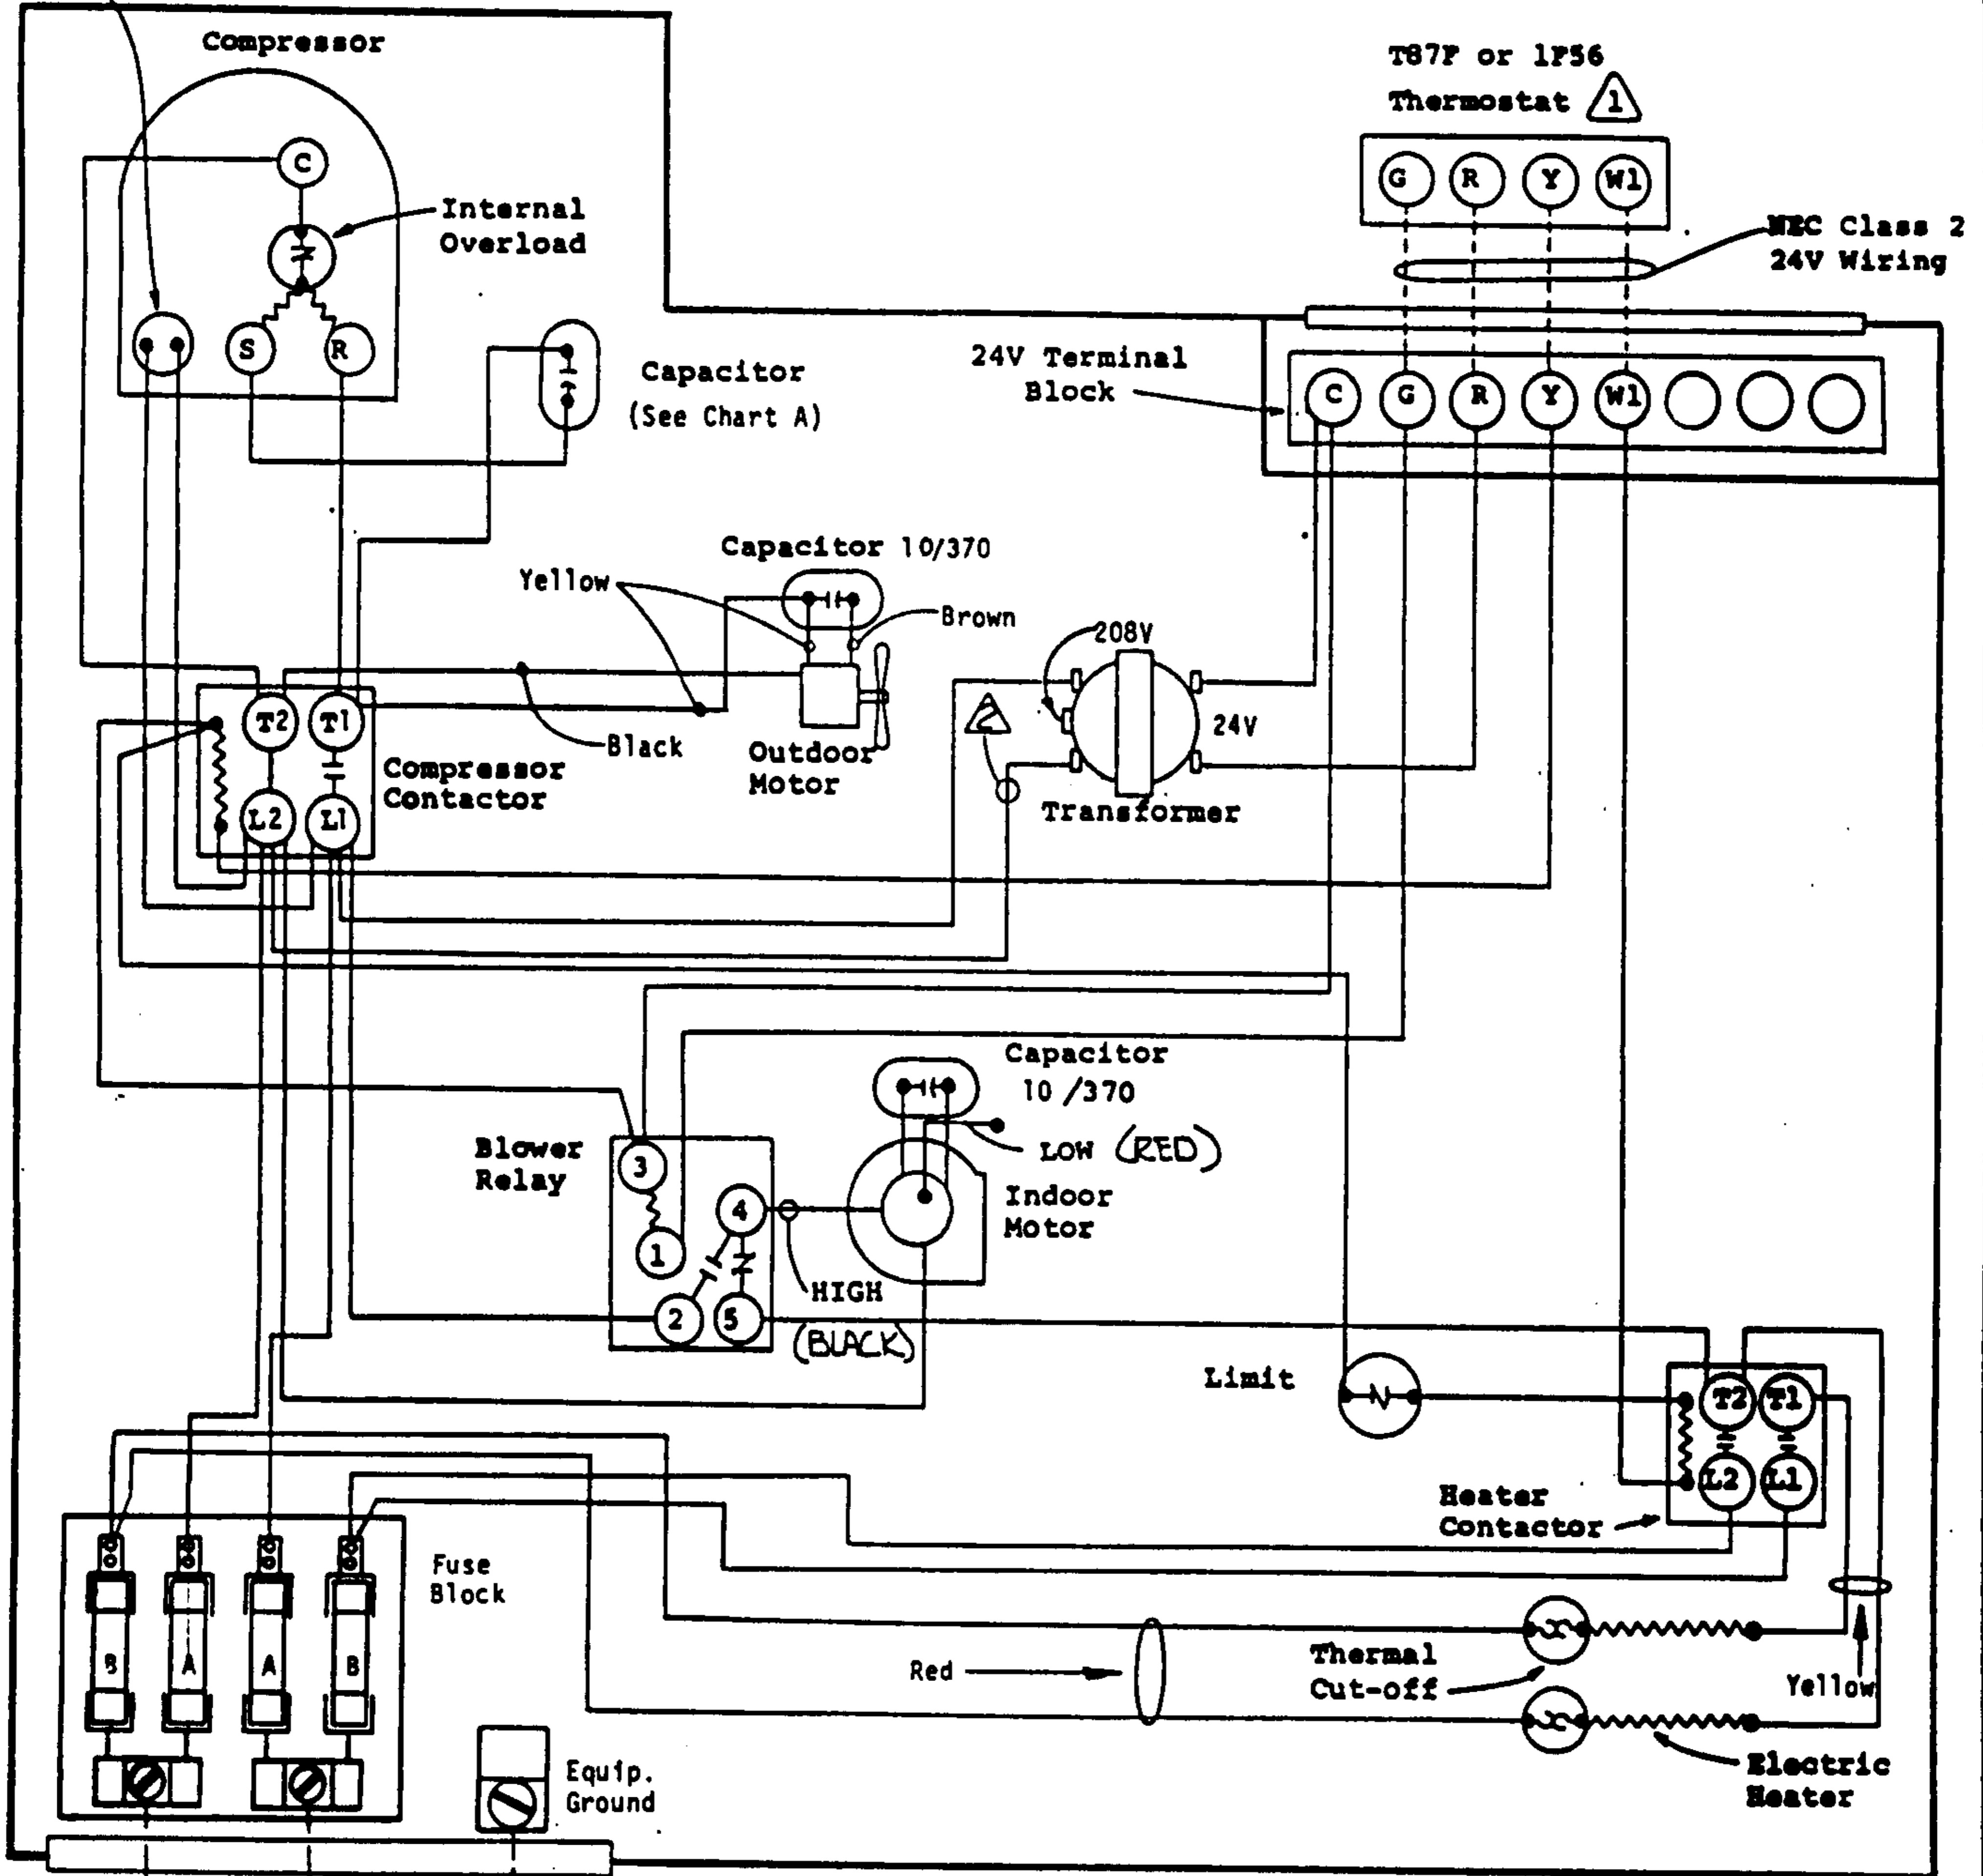 Compressor
T87F or 1F56
Thermostat 1
G R Y W1
C
Internal
Overload
NEC Class 2
24V Wiring
S R
Capacitor
(See Chart A)
24V Terminal
Block
C G R Y W1
Capacitor 10/370
Yellow
Brown
208V
T2 T1
Black
Outdoor
Motor
24V
Compressor
Contactor
L2 L1
Transformer
Capacitor
10 /370
Blower
Relay
3
LOW (RED)
4
Indoor
Motor
1
HIGH
2 5
(BLACK)
Limit
T2 T1
L2 L1
Heater
Contactor
Fuse
Block
B A A B
Red
Thermal
Cut-off
Yellow
Equip.
Ground
Electric
Heater